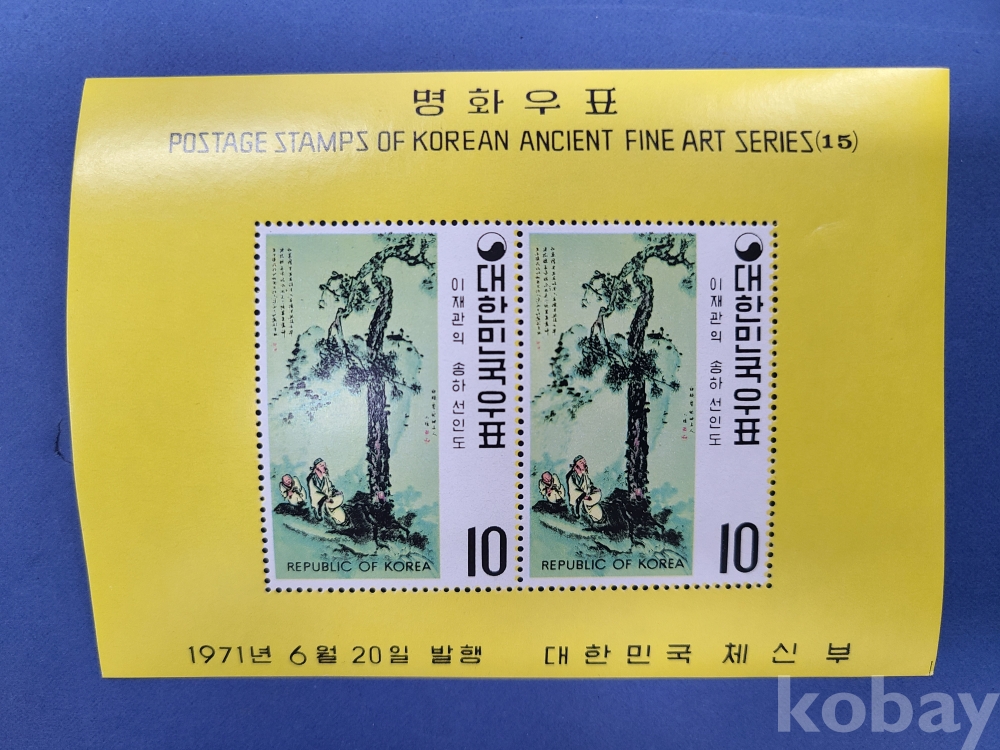 명화우표
POSTAGE STAMPS OF KOREAN ANCIENT FINE ART SERIES(15)
대한민국우표
이재관의 송하 선인도
REPUBLIC OF KOREA
10
대한민국우표
이재관의 송하 선인도
REPUBLIC OF KOREA
10
1971년 6월 20일 발행 대한민국 체신부
kobay